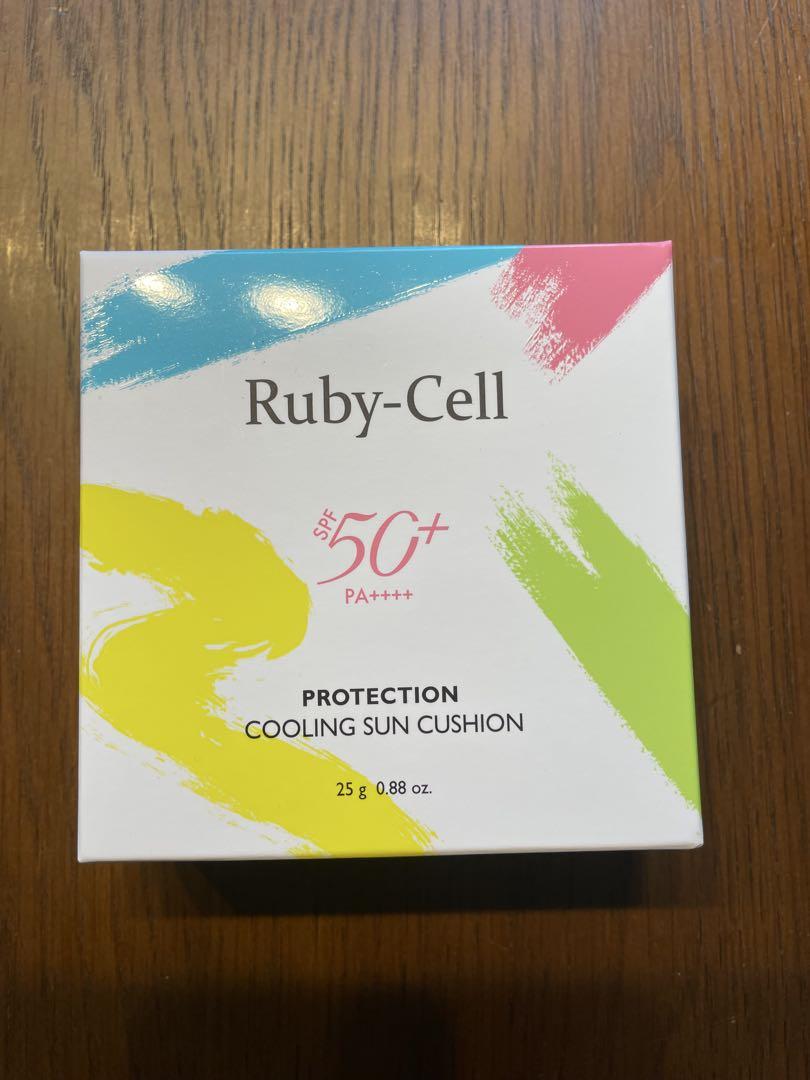 Ruby-Cell
SPF 50+
PA++++
PROTECTION
COOLING SUN CUSHION
25 g 0.88 oz.